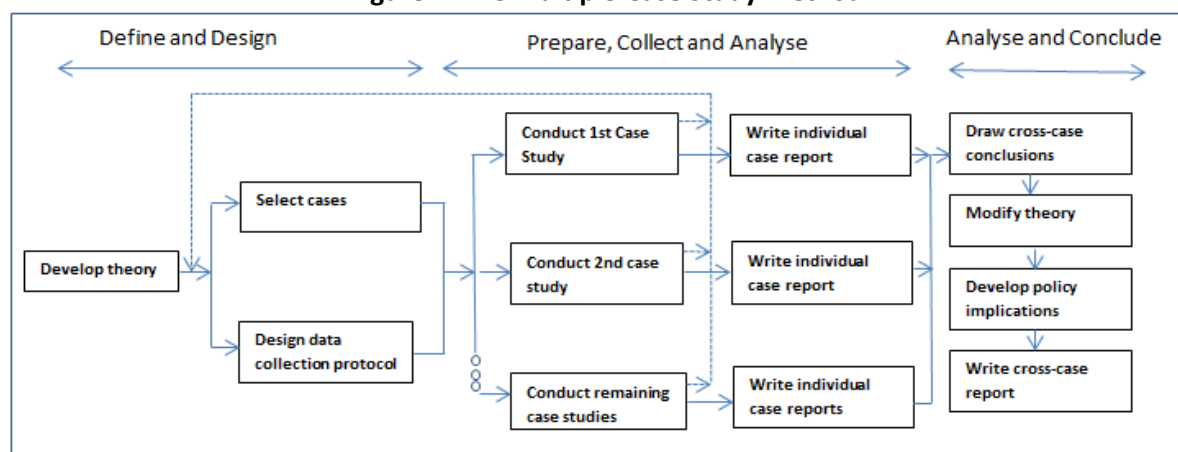 Define and Design
Prepare, Collect and Analyse
Analyse and Conclude
Conduct 1st Case
Study
Write individual
case report
Draw cross-case
conclusions
Select cases
Modify theory
Develop theory
Conduct 2nd case
study
Write individual
case report
Develop policy
implications
Design data
collection protocol
Write cross-case
report
Conduct remaining
case studies
Write individual
case reports